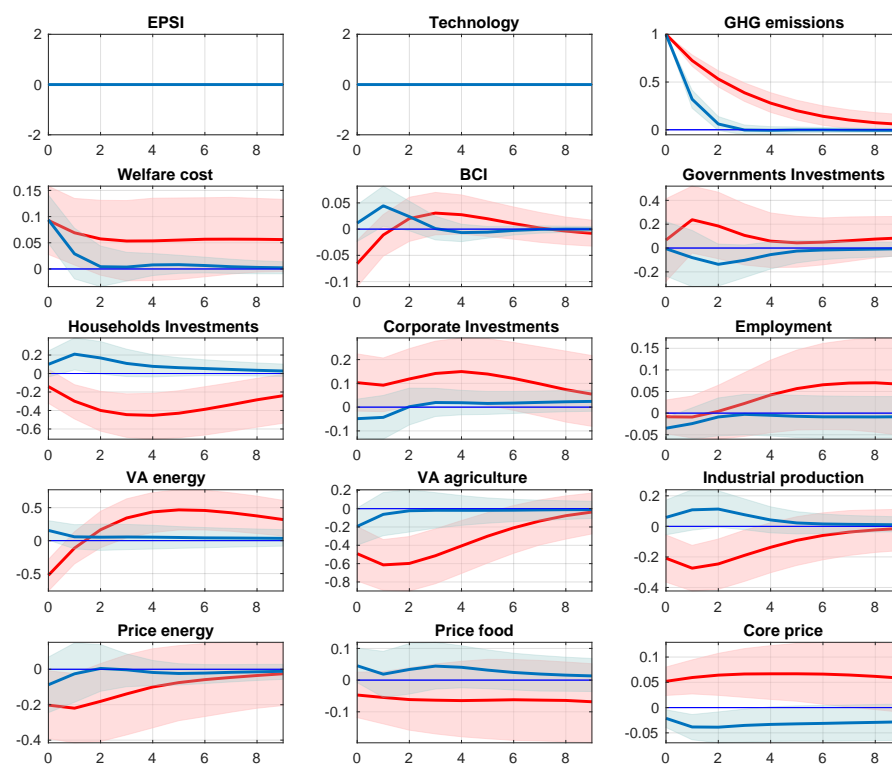 EPSI
2
0
-2
0 2 4 6 8
Technology
2
0
-2
0 2 4 6 8
GHG emissions
1
0.5
0
0 2 4 6 8
Welfare cost
0.15
0.1
0.05
0
0 2 4 6 8
BCI
0.05
0
-0.05
-0.1
0 2 4 6 8
Governments Investments
0.4
0.2
0
-0.2
0 2 4 6 8
Households Investments
0.2
0
-0.2
-0.4
-0.6
0 2 4 6 8
Corporate Investments
0.2
0.1
0
-0.1
0 2 4 6 8
Employment
0.15
0.1
0.05
0
-0.05
0 2 4 6 8
VA energy
0.5
0
-0.5
0 2 4 6 8
VA agriculture
0.2
0
-0.2
-0.4
-0.6
-0.8
0 2 4 6 8
Industrial production
0.2
0
-0.2
-0.4
0 2 4 6 8
Price energy
0
-0.2
-0.4
0 2 4 6 8
Price food
0.1
0
-0.1
0 2 4 6 8
Core price
0.1
0.05
0
-0.05
0 2 4 6 8